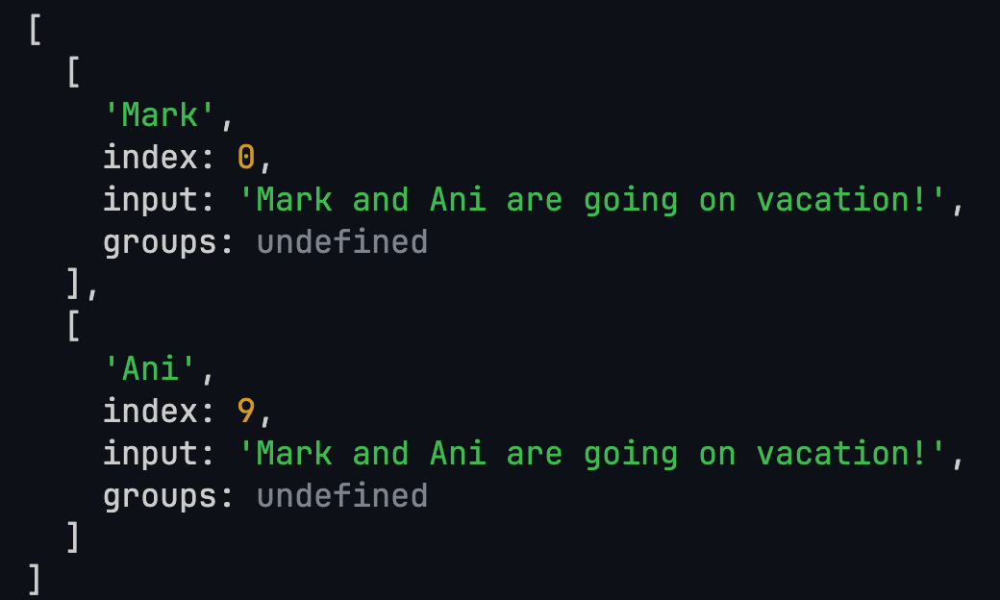 [
  [
    'Mark',
    index: 0,
    input: 'Mark and Ani are going on vacation!',
    groups: undefined
  ],
  [
    'Ani',
    index: 9,
    input: 'Mark and Ani are going on vacation!',
    groups: undefined
  ]
]